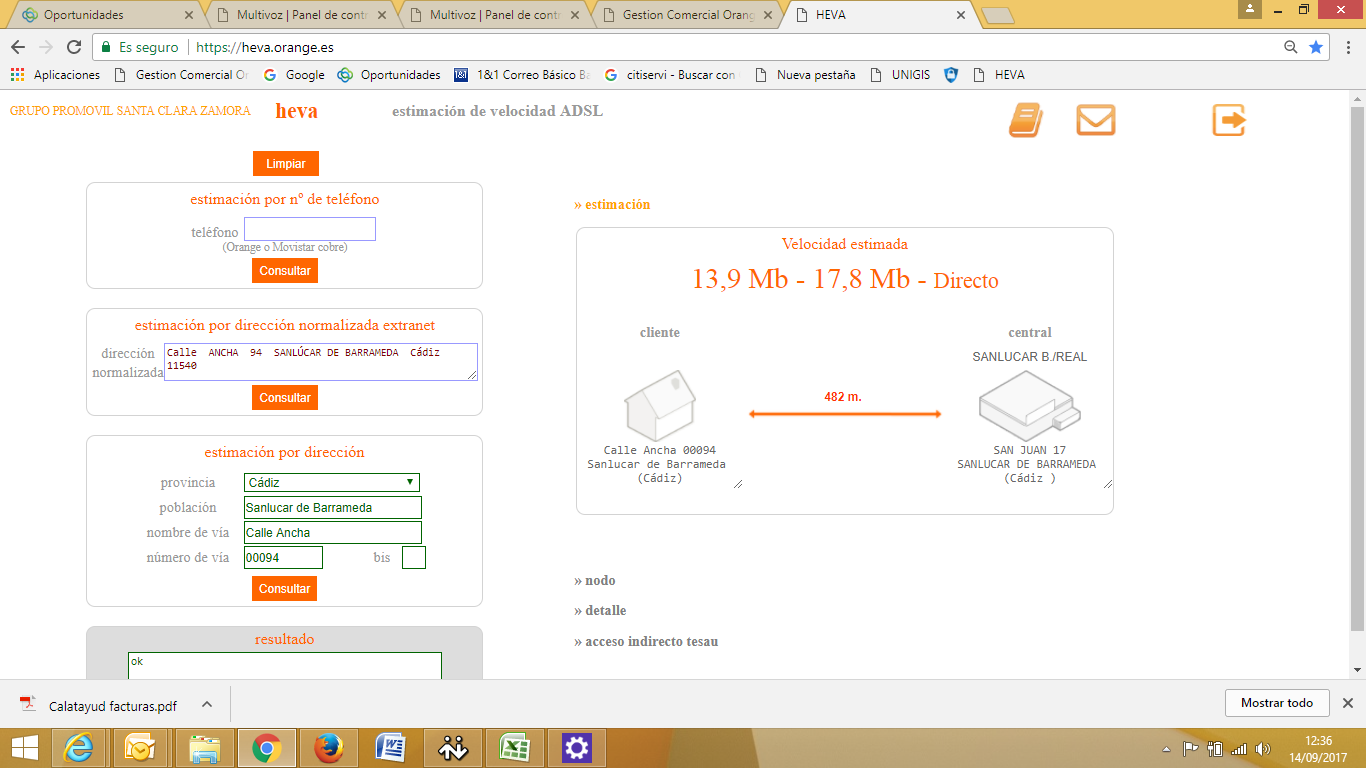 Oportunidades
Multivoz | Panel de contr
Multivoz | Panel de contr
Gestion Comercial Orang
HEVA
Es seguro
https://heva.orange.es
Aplicaciones
Gestion Comercial Or
Google
Oportunidades
1&1 Correo Básico Ba
citiservi - Buscar con
Nueva pestaña
UNIGIS
HEVA
GRUPO PROMOVIL SANTA CLARA ZAMORA
heva
estimación de velocidad ADSL
Limpiar
estimación por nº de teléfono
teléfono
(Orange o Movistar cobre)
Consultar
estimación por dirección normalizada extranet
dirección normalizada
Calle ANCHA 94 SANLÚCAR DE BARRAMEDA Cádiz
11540
Consultar
estimación por dirección
provincia
Cádiz
población
Sanlucar de Barrameda
nombre de vía
Calle Ancha
número de vía
00094
bis
Consultar
resultado
ok
» estimación
Velocidad estimada
13,9 Mb - 17,8 Mb - Directo
cliente
central
SANLUCAR B./REAL
482 m.
Calle Ancha 00094
Sanlucar de Barrameda
(Cádiz)
SAN JUAN 17
SANLUCAR DE BARRAMEDA
(Cádiz )
» nodo
» detalle
» acceso indirecto tesau
Calatayud facturas.pdf
Mostrar todo
12:36
14/09/2017